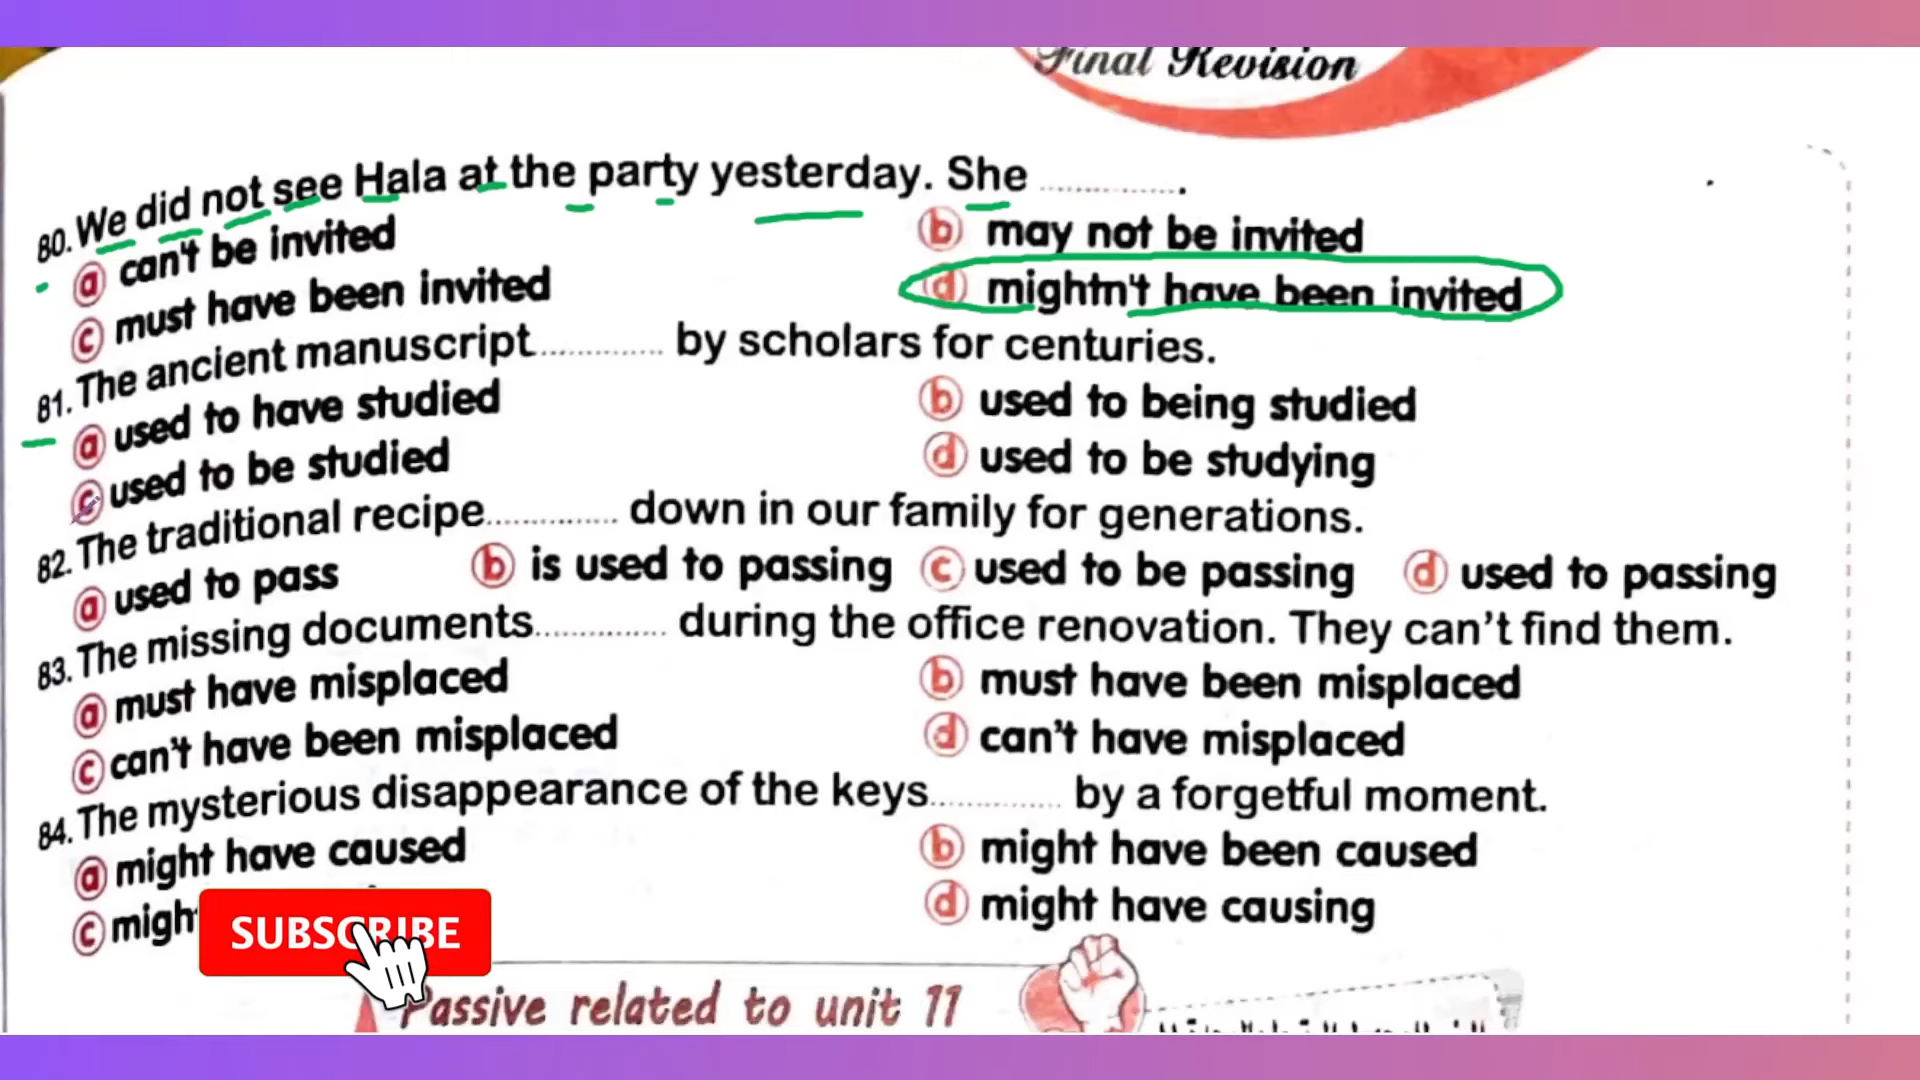 Final Revision
80. We did not see Hala at the party yesterday. She ............. .
a can't be invited b may not be invited
c must have been invited d mightn't have been invited
81. The ancient manuscript ............. by scholars for centuries.
a used to have studied b used to being studied
c used to be studied d used to be studying
82. The traditional recipe ............. down in our family for generations.
a used to pass b is used to passing c used to be passing d used to passing
83. The missing documents ............. during the office renovation. They can't find them.
a must have misplaced b must have been misplaced
c can't have been misplaced d can't have misplaced
84. The mysterious disappearance of the keys ............. by a forgetful moment.
a might have caused b might have been caused
c d might have causing
SUBSCRIBE
Passive related to unit 11